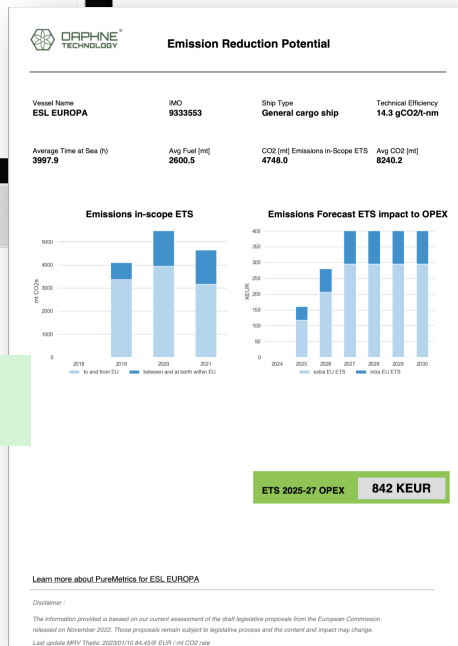 DAPHNE
TECHNOLOGY
Emission Reduction Potential
Vessel Name IMO Ship Type Technical Efficiency
ESL EUROPA 9333553 General cargo ship 14.3 gCO2/t-nm
Average Time at Sea (h) Avg Fuel [mt] CO2 [mt] Emissions in-Scope ETS Avg CO2 [mt]
3997.9 2600.5 4748.0 8240.2
Emissions in-scope ETS
mt CO2e
5000
4000
3000
2000
1000
0
2018 2019 2020 2021
to and from EU between and at berth within EU
Emissions Forecast ETS impact to OPEX
KEUR
400
350
300
250
200
150
100
50
0
2024 2025 2026 2027 2028 2029 2030
extra EU ETS intra EU ETS
ETS 2025-27 OPEX 842 KEUR
Learn more about PureMetrics for ESL EUROPA
Disclaimer :
The information provided is bassed on our current assessment of the draft legislative proposals from the European Commission
released on November 2022. Those proposals remain subject to legislative process and the content and impact may change.
Last update MRV Thetis: 2023/01/10 84.45@ EUR / mt CO2 rate